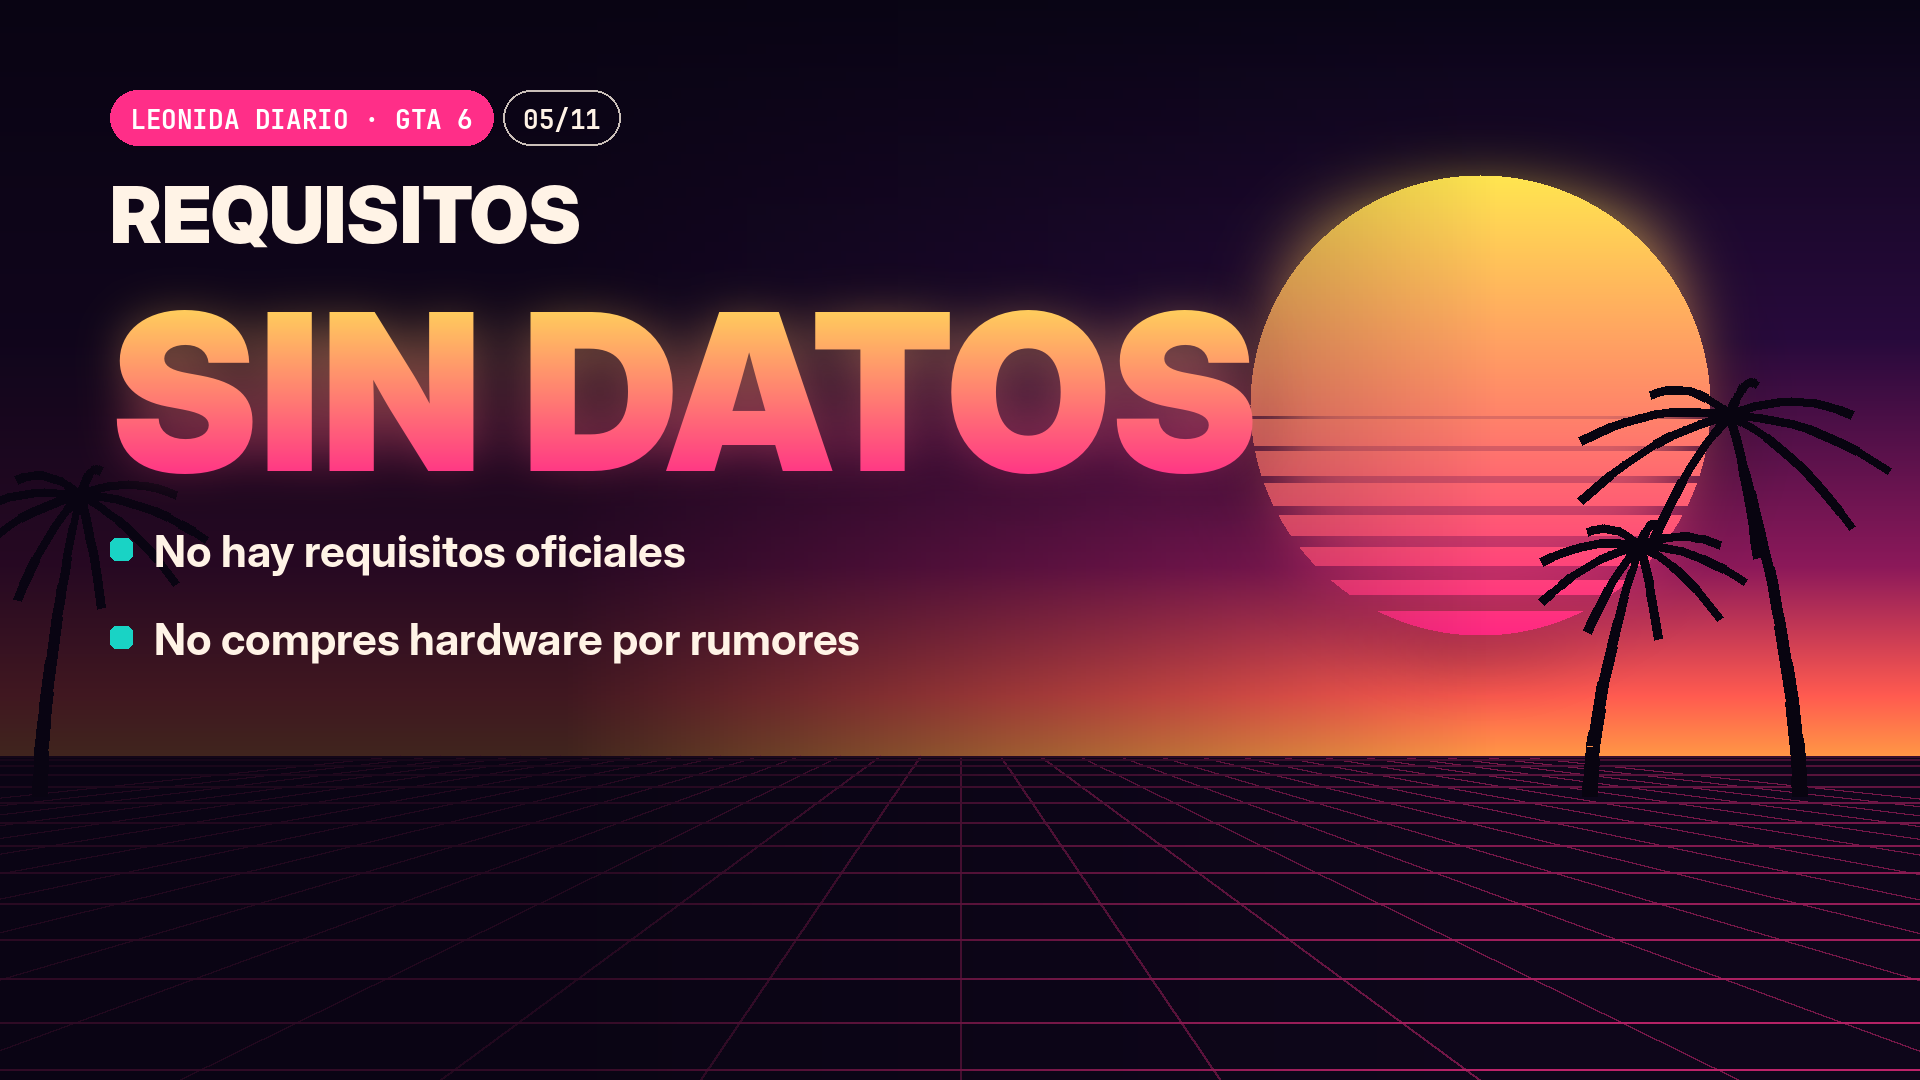 LEONIDA DIARIO · GTA 6 05/11
REQUISITOS
SIN DATOS
No hay requisitos oficiales
No compres hardware por rumores